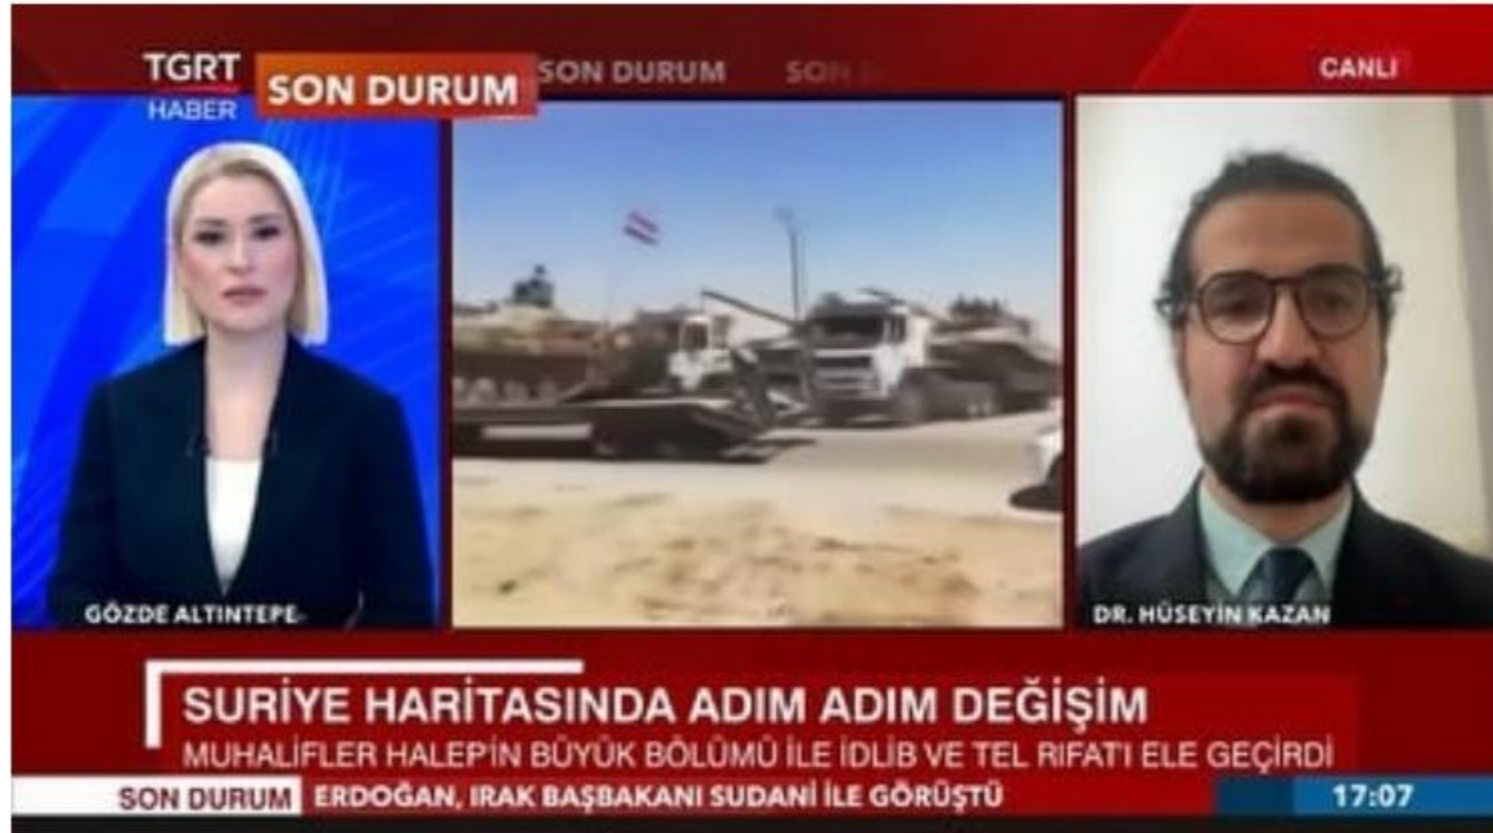 TGRT
HABER
SON DURUM
SON DURUM
SON
CANLI
GÖZDE ALTINTEPE
DR. HÜSEYİN KAZAN
SURİYE HARİTASINDA ADIM ADIM DEĞİŞİM
MUHALİFLER HALEP'İN BÜYÜK BÖLÜMÜ İLE İDLİB VE TEL RIFAT'I ELE GEÇİRDİ
SON DURUM
ERDOĞAN, IRAK BAŞBAKANI SUDANİ İLE GÖRÜŞTÜ
17:07